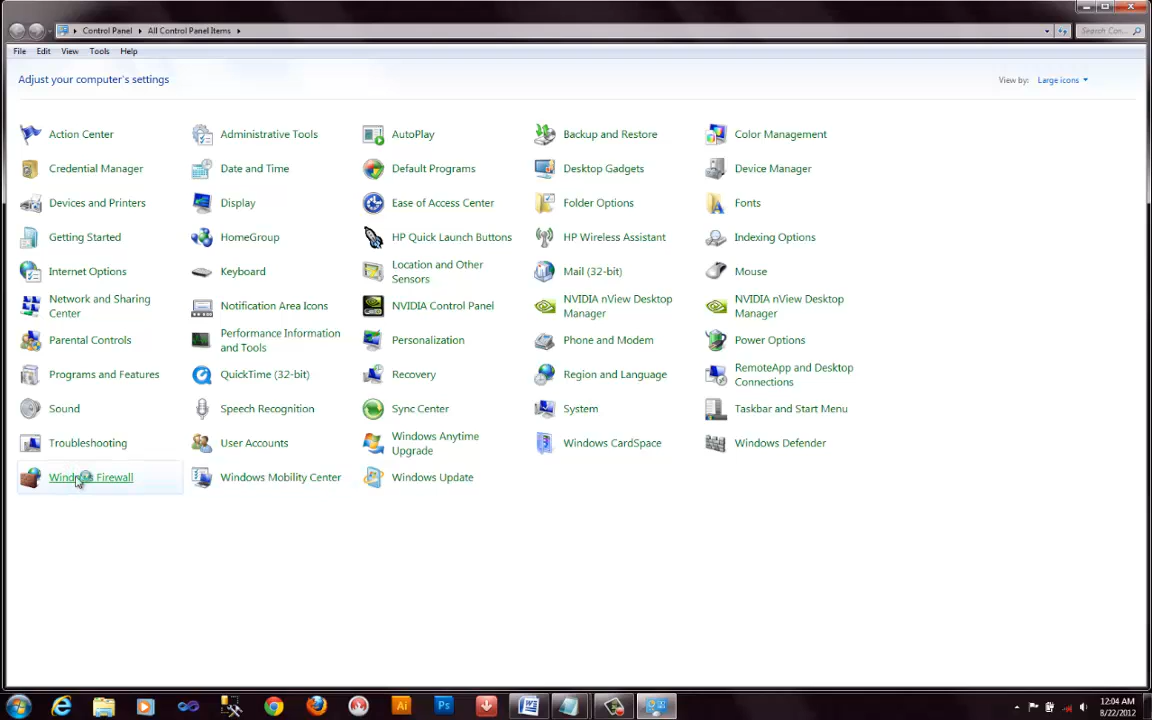 Control Panel All Control Panel Items
Search Con...
File Edit View Tools Help
Adjust your computer's settings
View by: Large icons
Action Center Administrative Tools AutoPlay Backup and Restore Color Management
Credential Manager Date and Time Default Programs Desktop Gadgets Device Manager
Devices and Printers Display Ease of Access Center Folder Options Fonts
Getting Started HomeGroup HP Quick Launch Buttons HP Wireless Assistant Indexing Options
Internet Options Keyboard Location and Other Sensors Mail (32-bit) Mouse
Network and Sharing Center Notification Area Icons NVIDIA Control Panel NVIDIA nView Desktop Manager NVIDIA nView Desktop Manager
Parental Controls Performance Information and Tools Personalization Phone and Modem Power Options
Programs and Features QuickTime (32-bit) Recovery Region and Language RemoteApp and Desktop Connections
Sound Speech Recognition Sync Center System Taskbar and Start Menu
Troubleshooting User Accounts Windows Anytime Upgrade Windows CardSpace Windows Defender
Windows Firewall Windows Mobility Center Windows Update
Ai Ps W
12:04 AM
8/22/2012